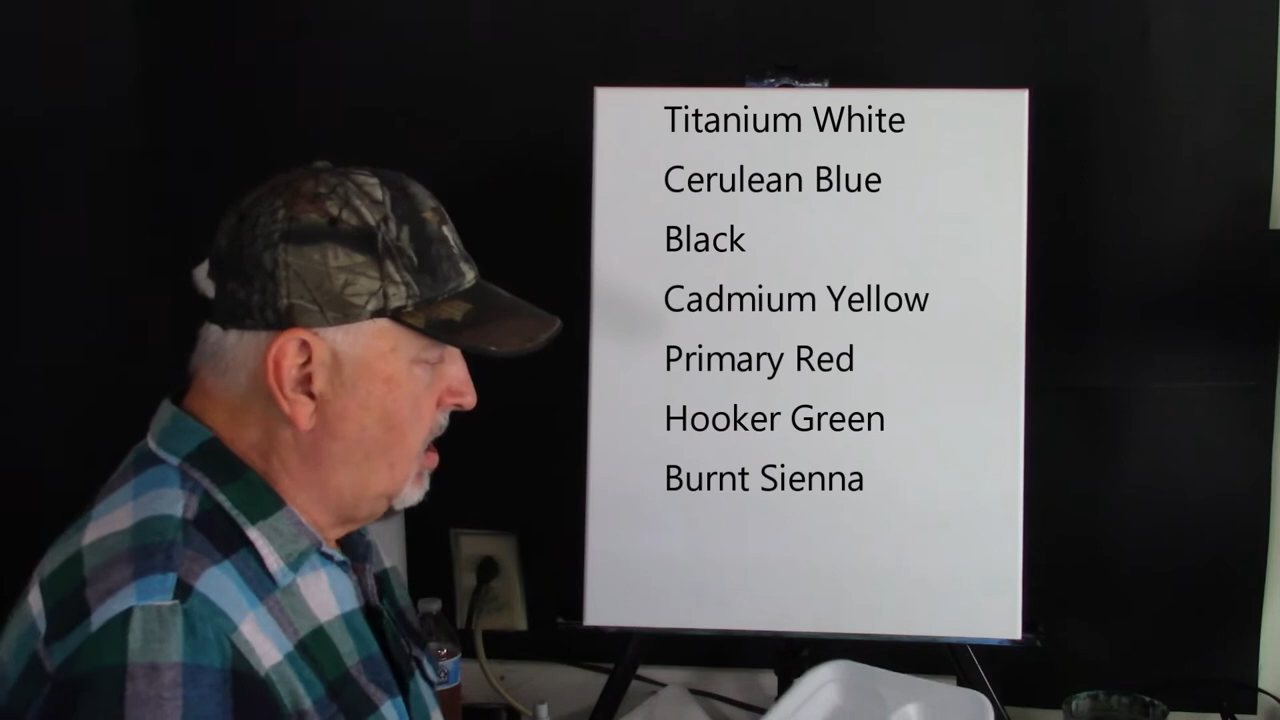 Titanium White
Cerulean Blue
Black
Cadmium Yellow
Primary Red
Hooker Green
Burnt Sienna